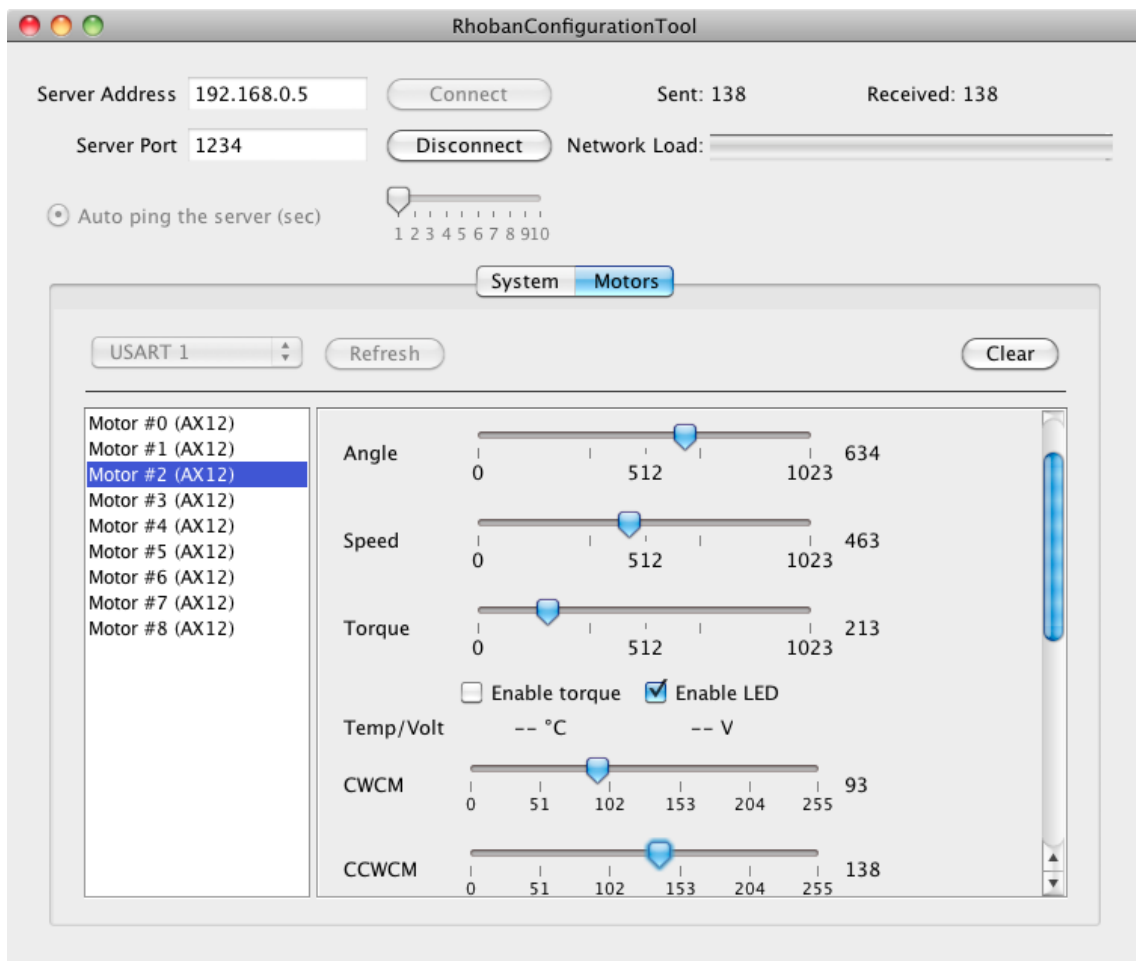 RhobanConfigurationTool
Server Address 192.168.0.5 Connect Sent: 138 Received: 138
Server Port 1234 Disconnect Network Load:
Auto ping the server (sec)
1 2 3 4 5 6 7 8 9 10
System Motors
USART 1 Refresh Clear
Motor #0 (AX12)
Motor #1 (AX12)
Motor #2 (AX12)
Motor #3 (AX12)
Motor #4 (AX12)
Motor #5 (AX12)
Motor #6 (AX12)
Motor #7 (AX12)
Motor #8 (AX12)
Angle 634
0 512 1023
Speed 463
0 512 1023
Torque 213
0 512 1023
Enable torque Enable LED
Temp/Volt -- °C -- V
CWCM 93
0 51 102 153 204 255
CCWCM 138
0 51 102 153 204 255